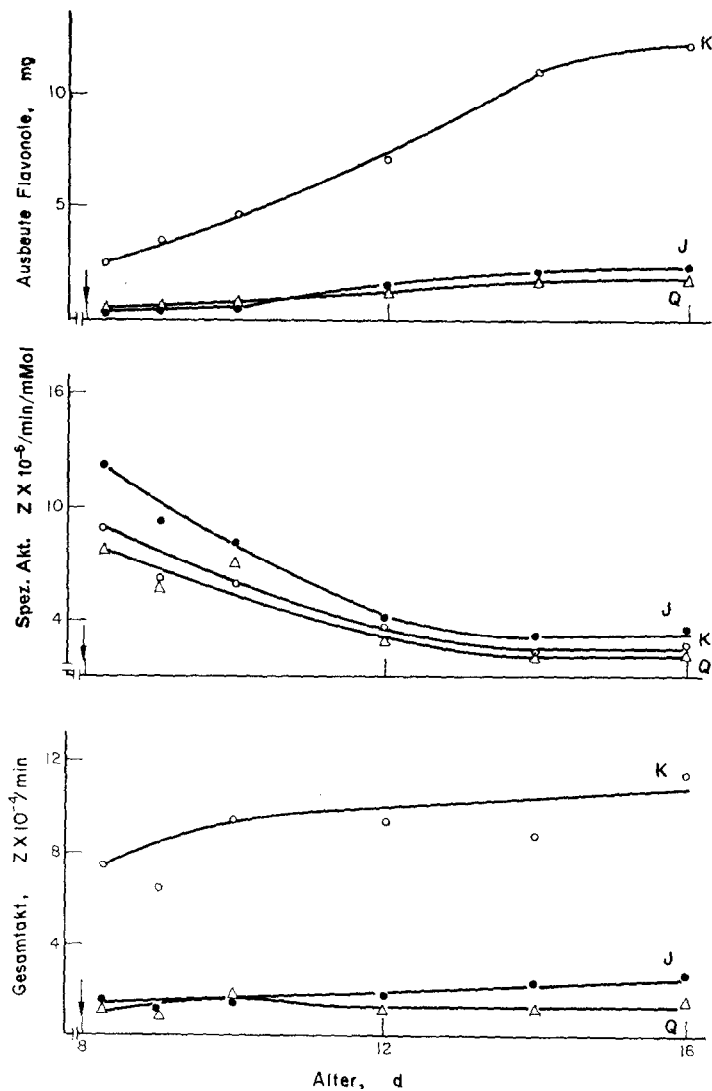 Ausbeute Flavonole, mg
10
5
K
J
Q
Spez. Akt. Z X 10⁻⁶/min/mMol
16
10
4
J
K
Q
Gesamtakt, Z X 10⁻⁴/min
12
8
4
K
J
Q
8
12
16
Alter, d